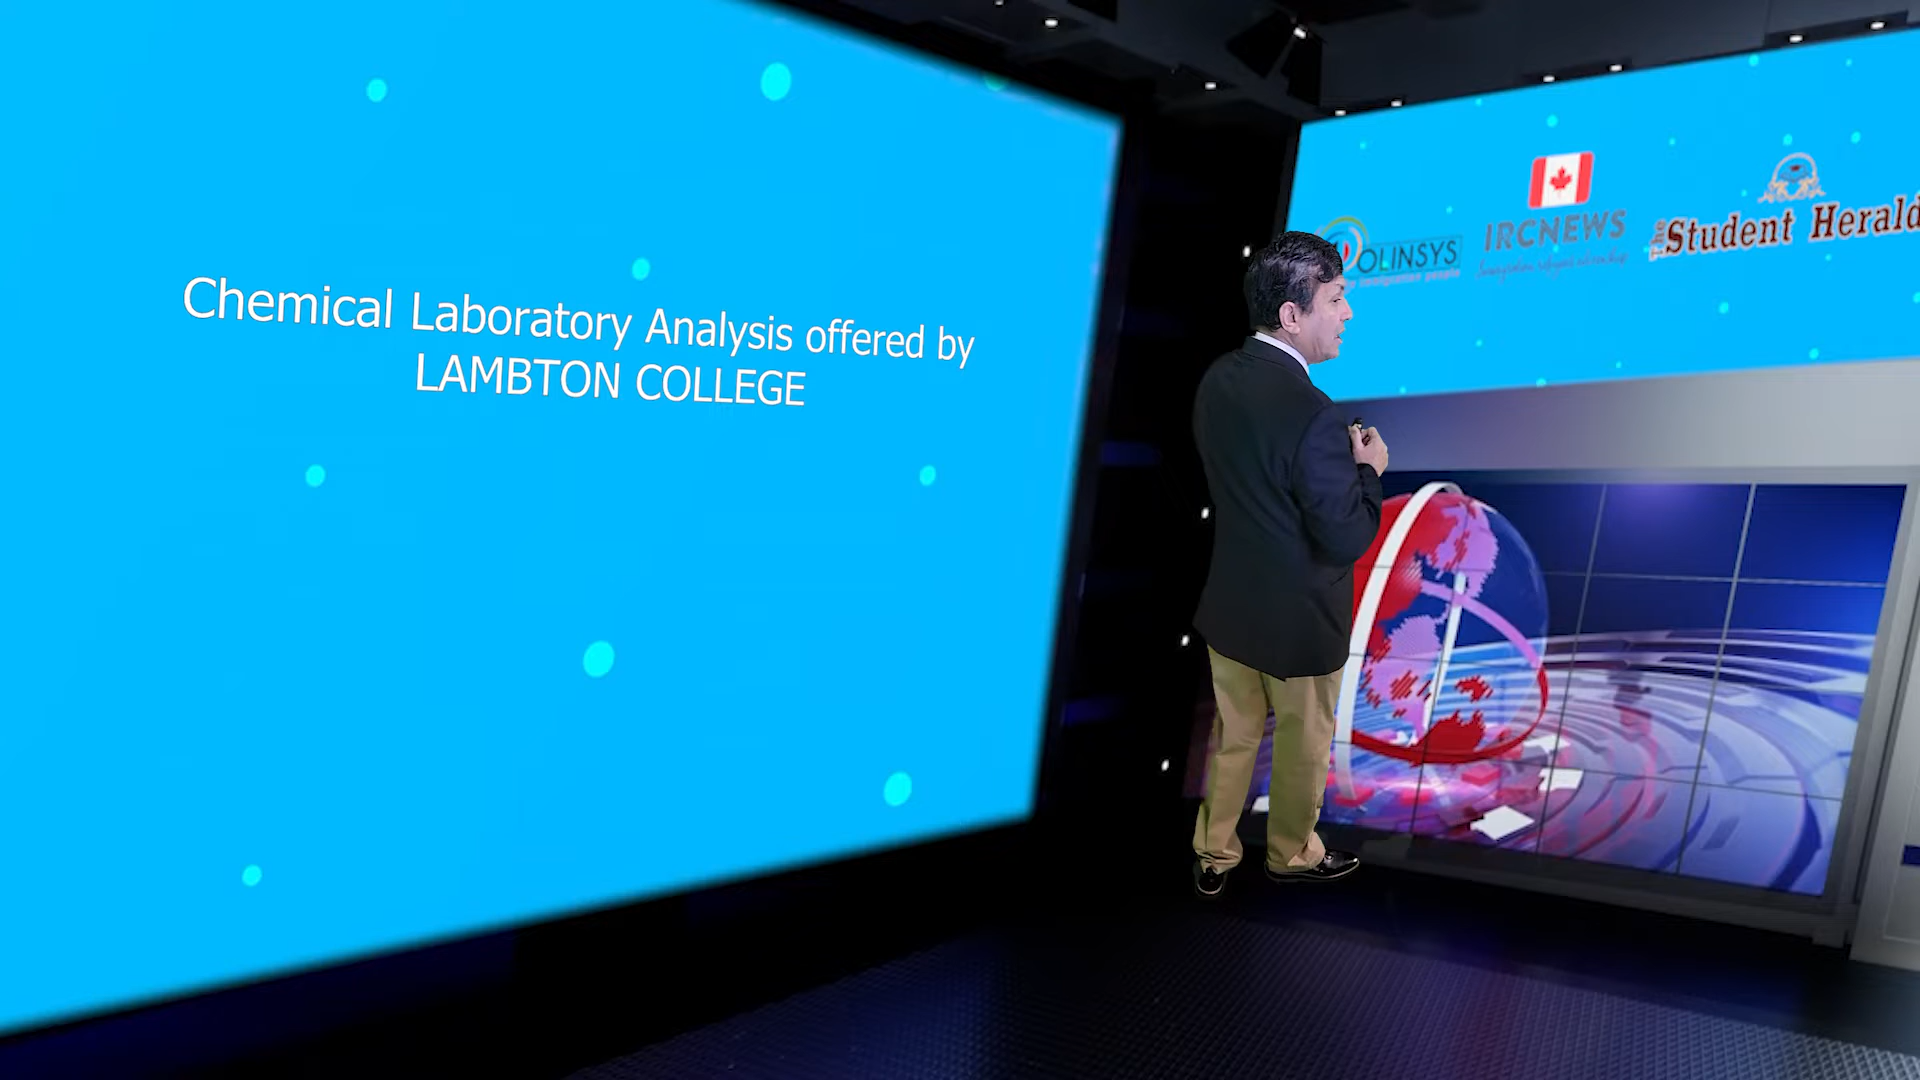 Chemical Laboratory Analysis offered by
LAMBTON COLLEGE
OLINSYS
IRCNEWS
The Student Herald